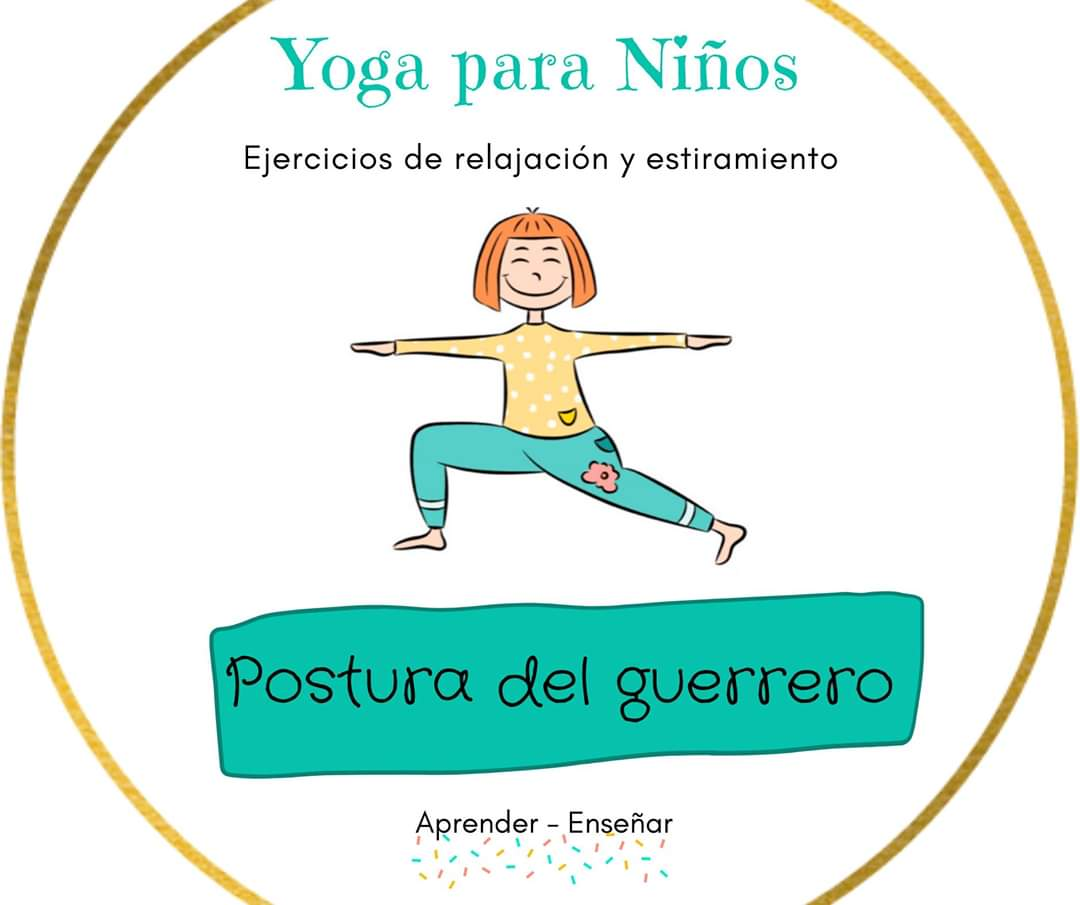 Yoga para Niños
Ejercicios de relajación y estiramiento
Postura del guerrero
Aprender - Enseñar